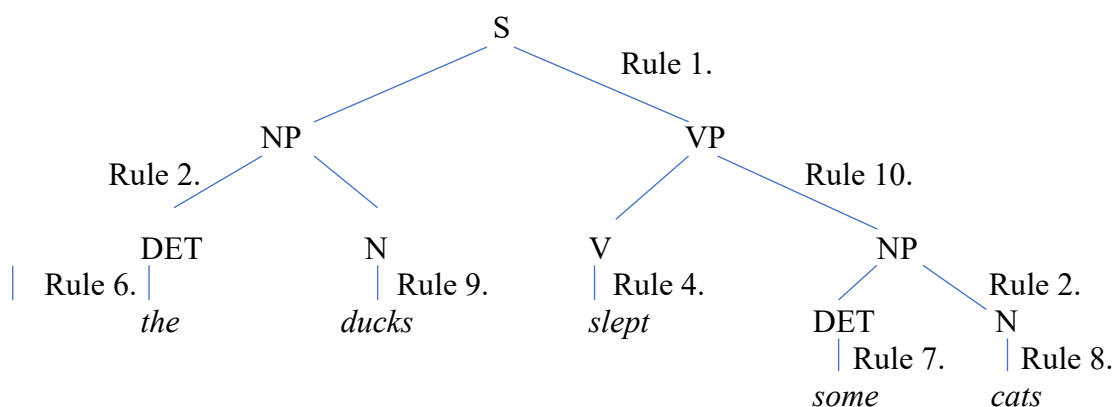 S
Rule 1.
NP VP
Rule 2. Rule 10.
DET N V NP
Rule 6. Rule 9. Rule 4. Rule 2.
the ducks slept DET N
Rule 7. Rule 8.
some cats